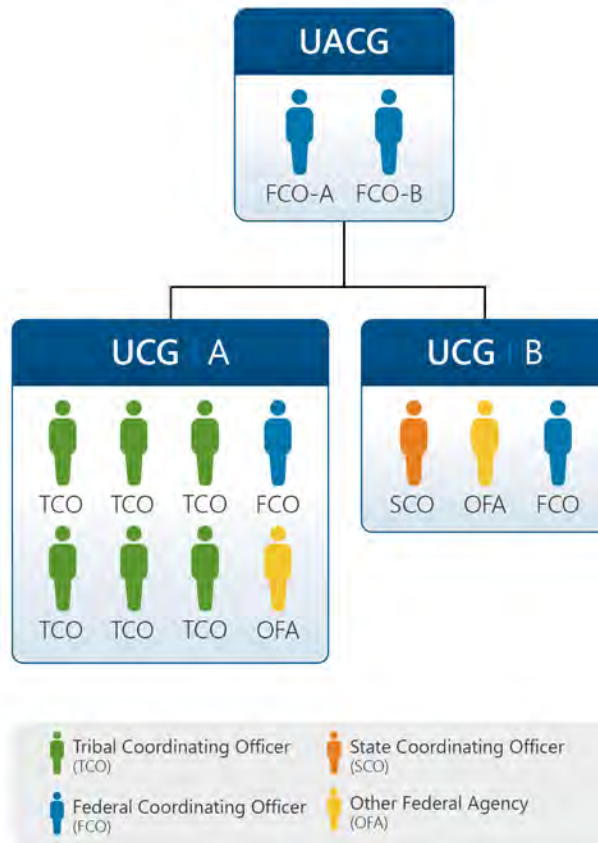 UACG
FCO-A FCO-B
UCG | A
UCG | B
TCO TCO TCO FCO
SCO OFA FCO
TCO TCO TCO OFA
Tribal Coordinating Officer
(TCO)
State Coordinating Officer
(SCO)
Federal Coordinating Officer
(FCO)
Other Federal Agency
(OFA)